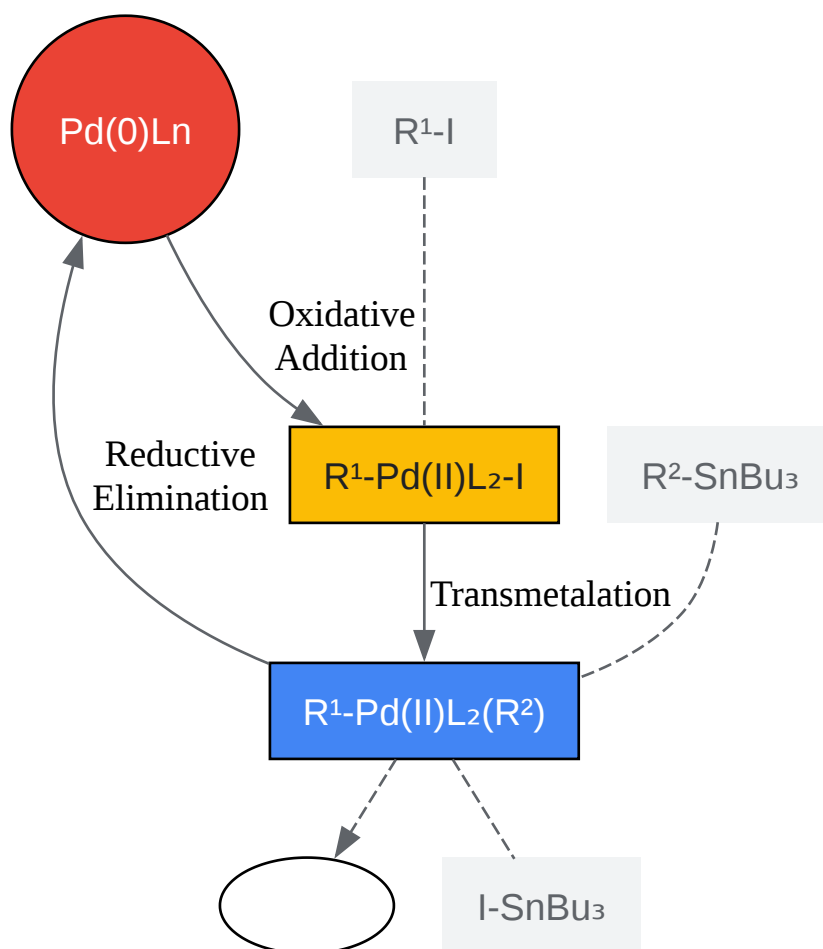 Pd(0)Ln
R¹-I
Oxidative
Addition
Reductive
Elimination
R¹-Pd(II)L₂-I
R²-SnBu₃
Transmetalation
R¹-Pd(II)L₂(R²)
I-SnBu₃